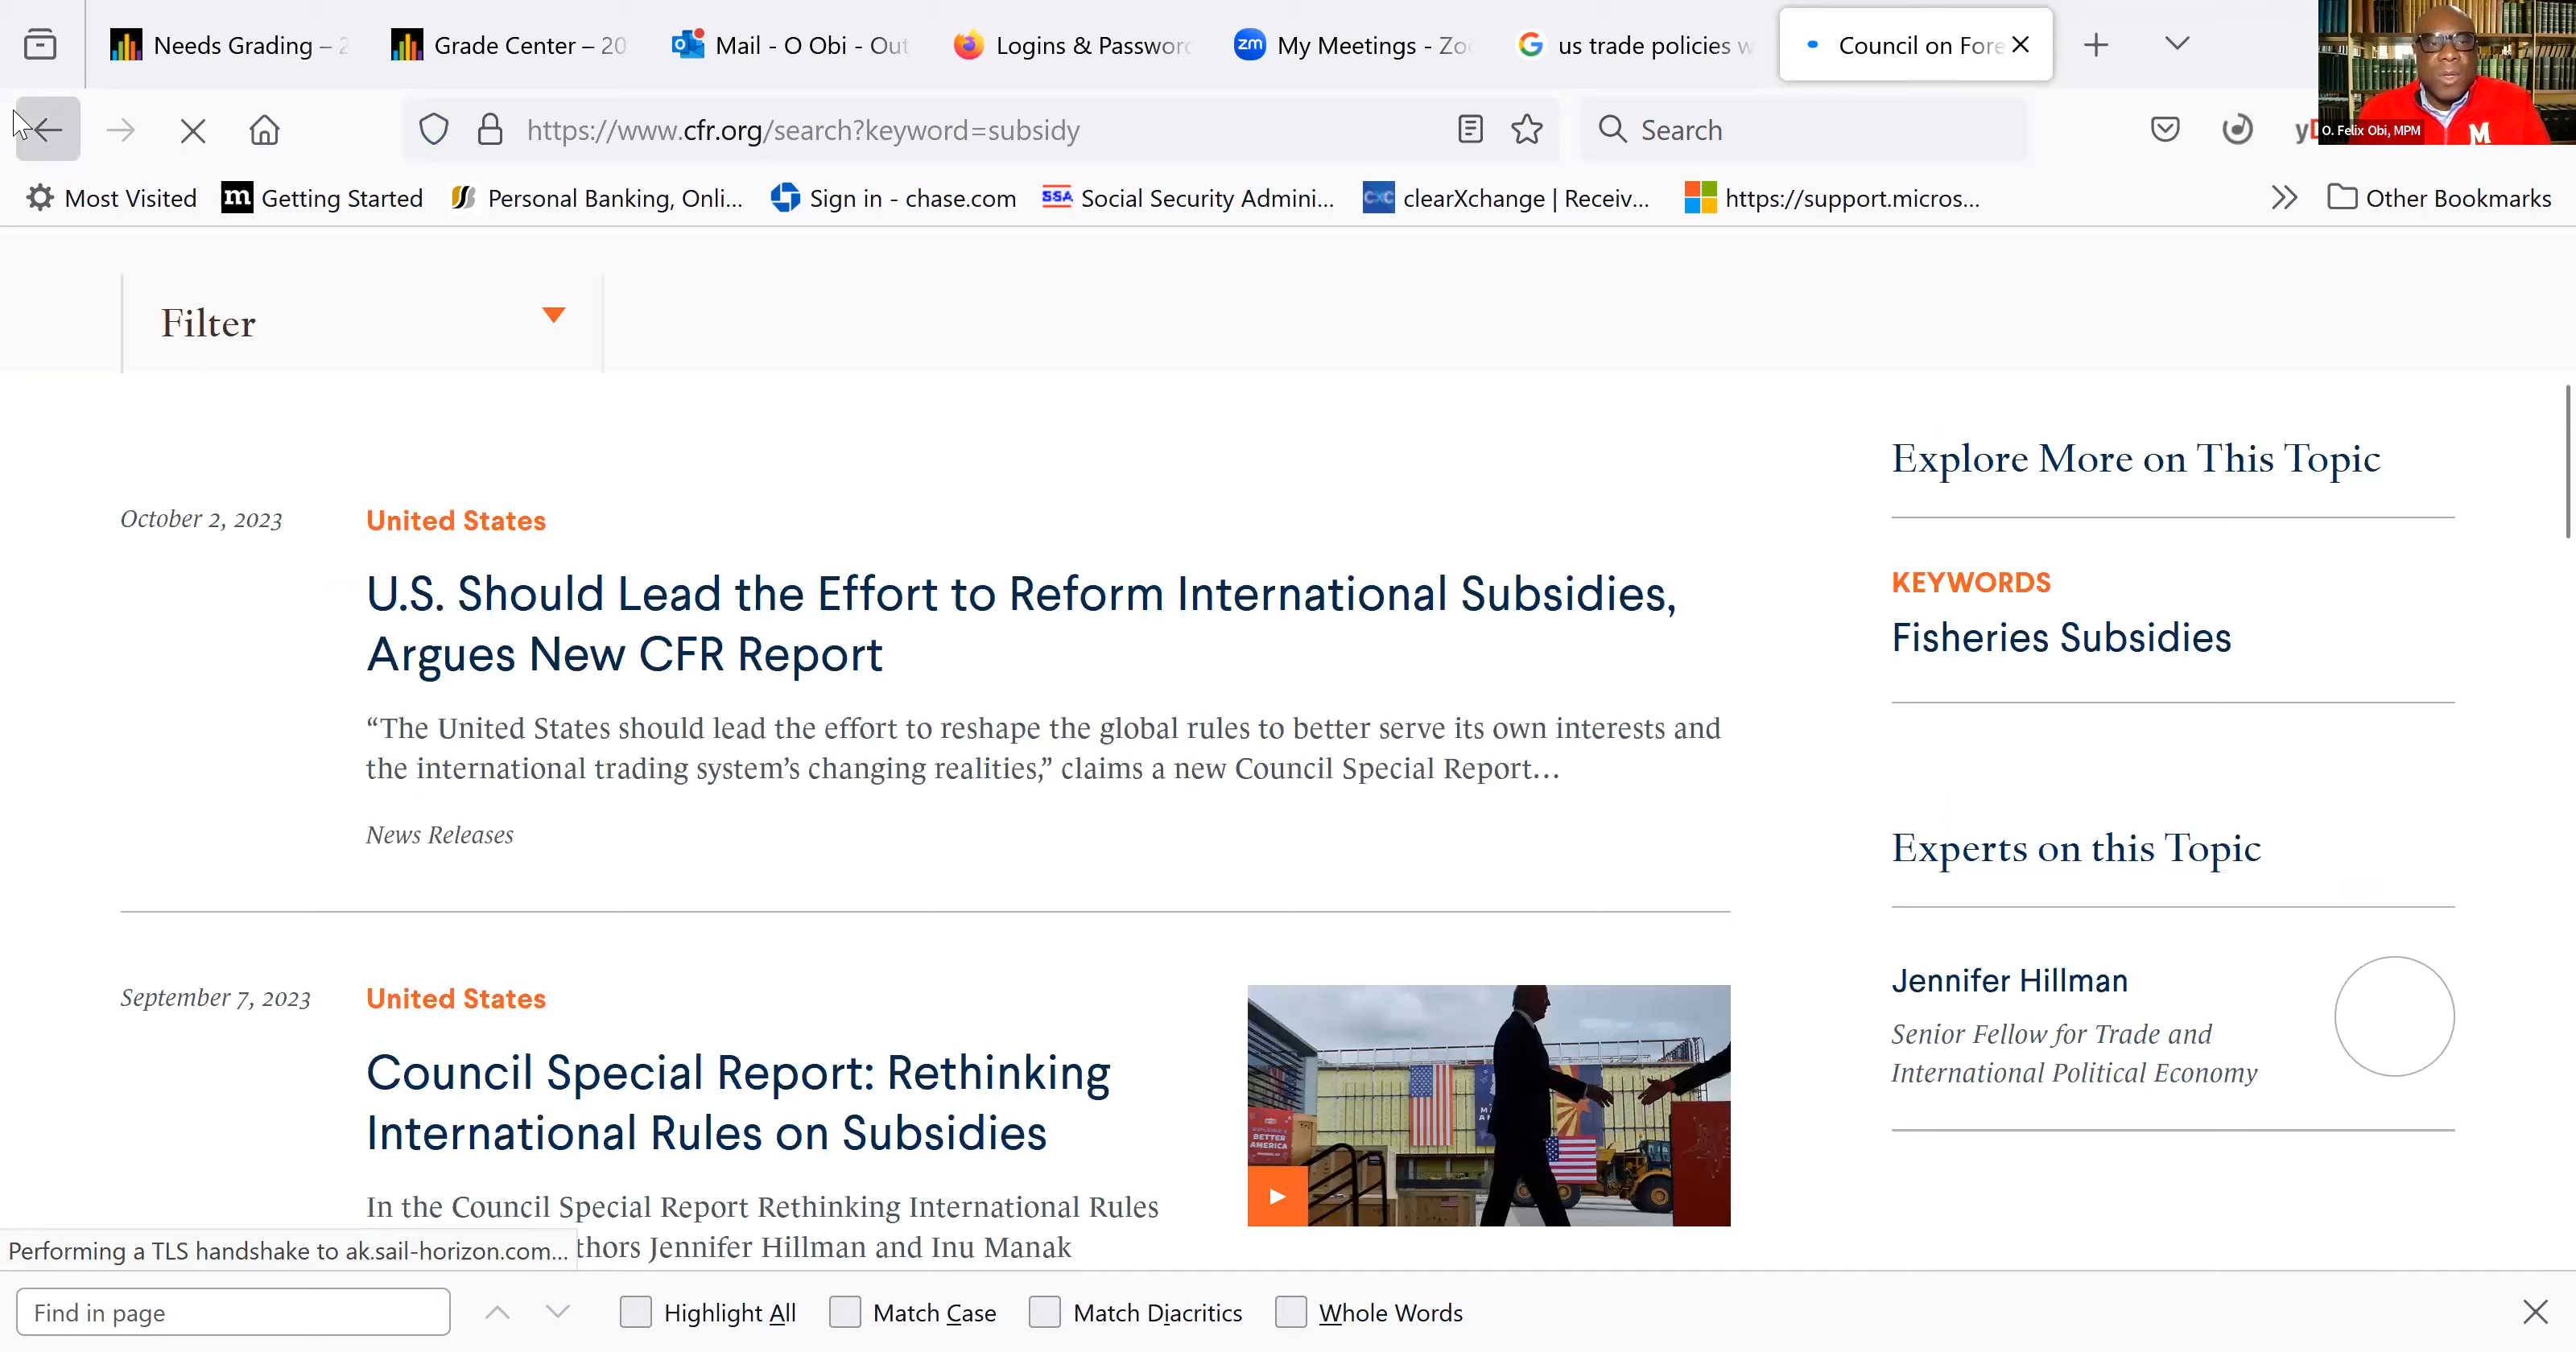 Needs Grading – 2
Grade Center – 20
Mail - O Obi - Out
Logins & Passwor
zm My Meetings - Zo
us trade policies w
Council on Fore
https://www.cfr.org/search?keyword=subsidy
Search
O. Felix Obi, MPM
M
Most Visited
m Getting Started
Personal Banking, Onli...
Sign in - chase.com
SSA Social Security Admini...
CXC clearXchange | Receiv...
https://support.micros...
Other Bookmarks
Filter
October 2, 2023
United States
U.S. Should Lead the Effort to Reform International Subsidies,
Argues New CFR Report
“The United States should lead the effort to reshape the global rules to better serve its own interests and
the international trading system’s changing realities,” claims a new Council Special Report…
News Releases
September 7, 2023
United States
Council Special Report: Rethinking
International Rules on Subsidies
In the Council Special Report Rethinking International Rules
thors Jennifer Hillman and Inu Manak
BETTER
AMERICA
Explore More on This Topic
KEYWORDS
Fisheries Subsidies
Experts on this Topic
Jennifer Hillman
Senior Fellow for Trade and
International Political Economy
Performing a TLS handshake to ak.sail-horizon.com...
Find in page
Highlight All
Match Case
Match Diacritics
Whole Words